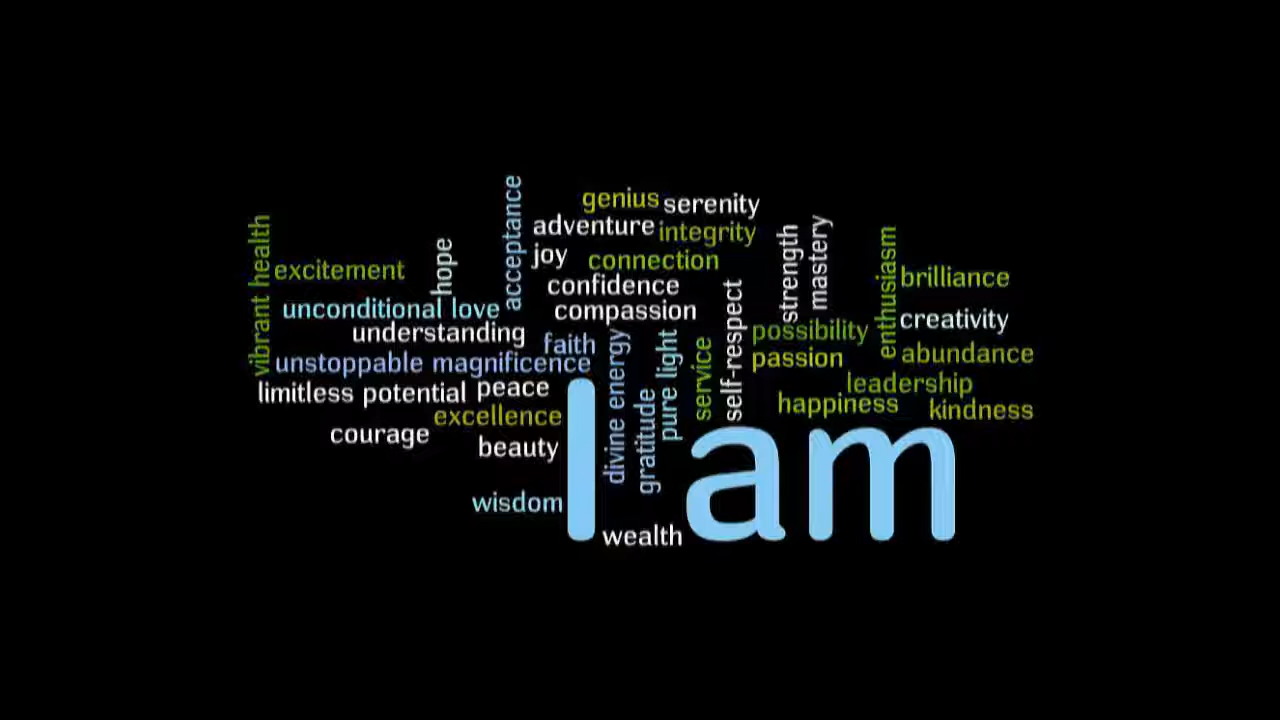 genius
serenity
adventure
integrity
joy
connection
confidence
compassion
acceptance
hope
vibrant health
excitement
unconditional love
understanding
faith
unstoppable magnificence
limitless potential
peace
excellence
courage
beauty
wisdom
wealth
divine energy
gratitude
pure light
service
self-respect
strength
mastery
enthusiasm
brilliance
creativity
possibility
passion
abundance
leadership
happiness
kindness
I am